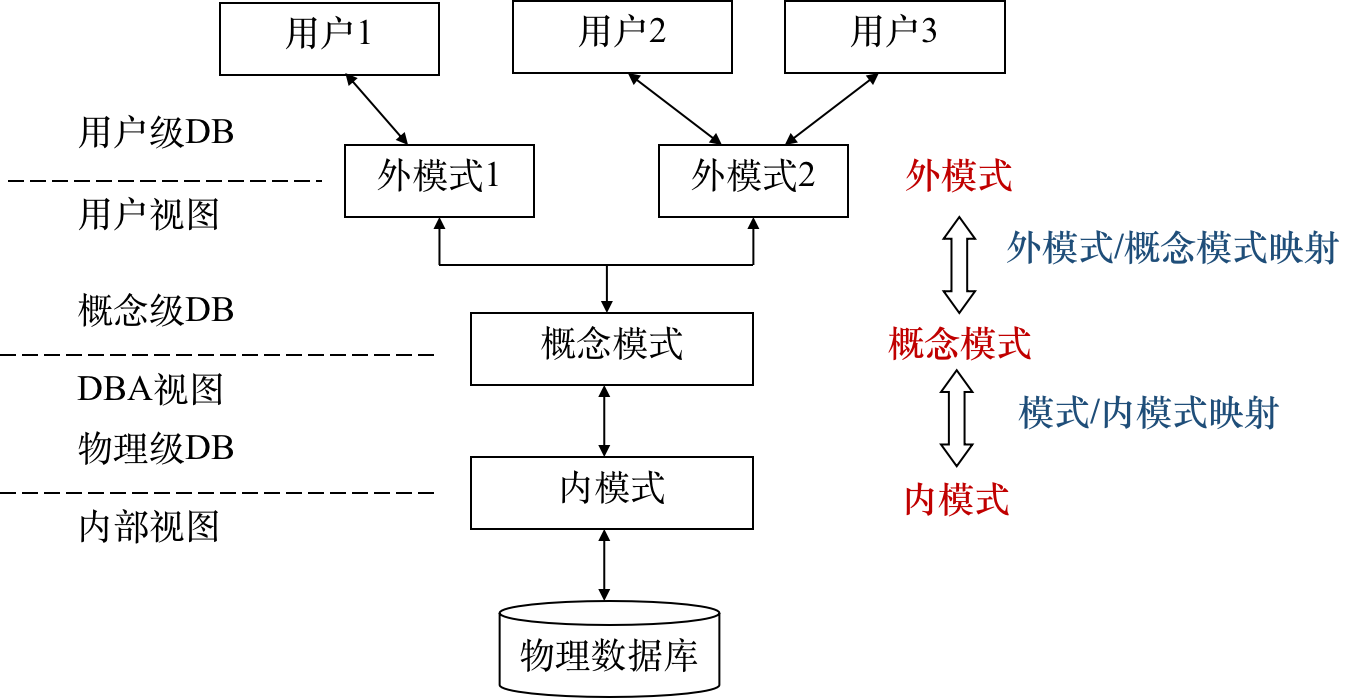 用户1
用户2
用户3
用户级DB
外模式1
外模式2
外模式
用户视图
外模式/概念模式映射
概念级DB
概念模式
概念模式
DBA视图
模式/内模式映射
物理级DB
内模式
内模式
内部视图
物理数据库